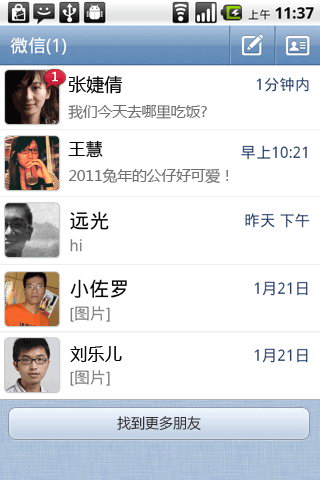 上午 11:37
微信(1)
1
张婕倩 1分钟内
我们今天去哪里吃饭?
王慧 早上10:21
2011兔年的公仔好可爱！
远光 昨天 下午
hi
小佐罗 1月21日
[图片]
刘乐儿 1月21日
[图片]
找到更多朋友